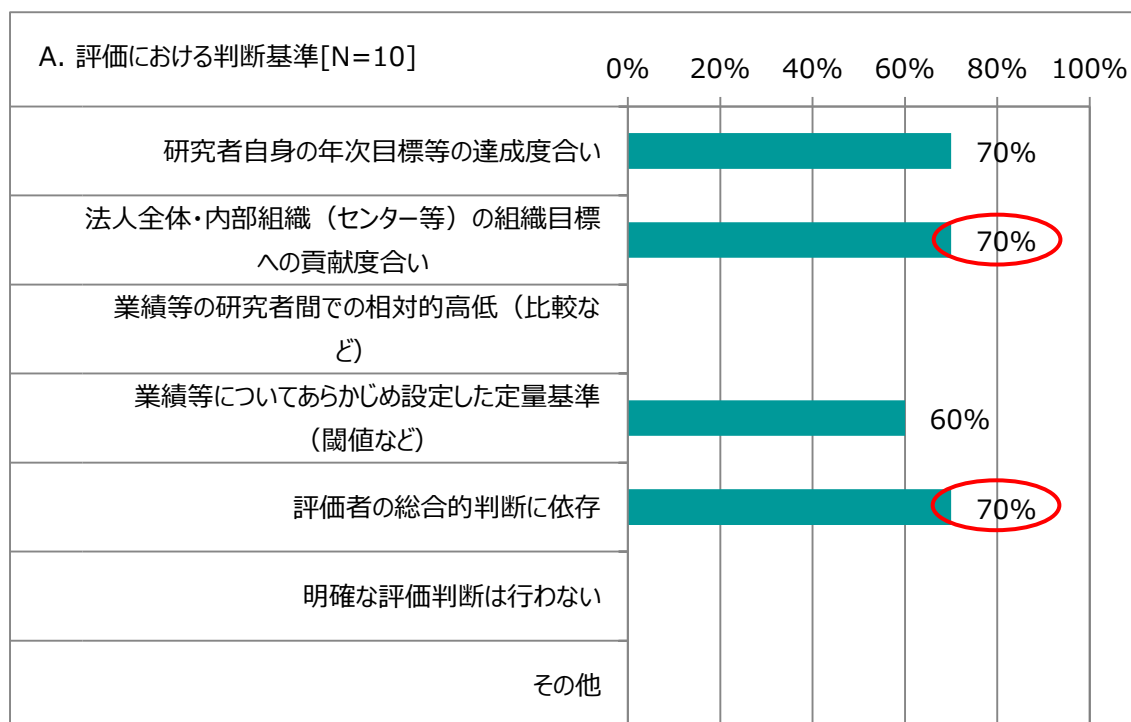 A. 評価における判断基準[N=10]
0% 20% 40% 60% 80% 100%
研究者自身の年次目標等の達成度合い
70%
法人全体・内部組織（センター等）の組織目標
への貢献度合い
70%
業績等の研究者間での相対的高低（比較な
ど）
業績等についてあらかじめ設定した定量基準
（閾値など）
60%
評価者の総合的判断に依存
70%
明確な評価判断は行わない
その他